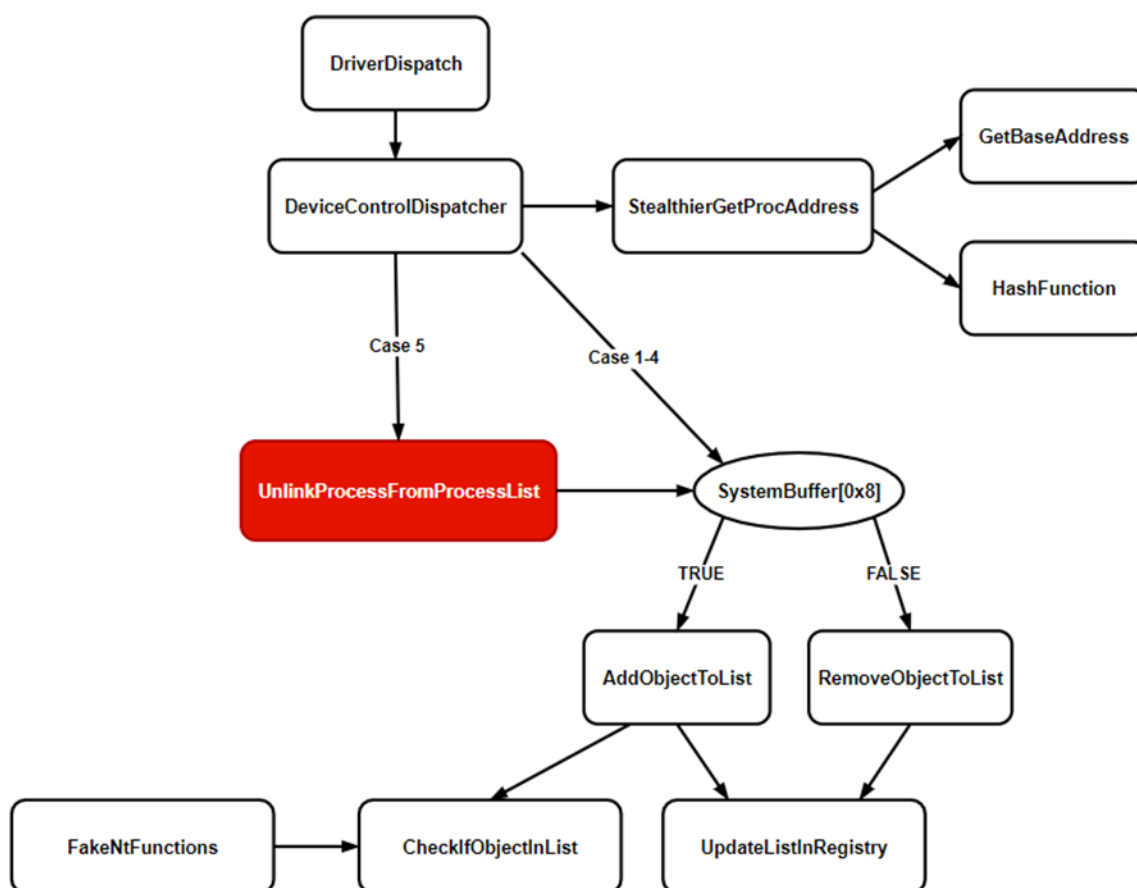 DriverDispatch
GetBaseAddress
DeviceControlDispatcher
StealthierGetProcAddress
HashFunction
Case 5
Case 1-4
UnlinkProcessFromProcessList
SystemBuffer[0x8]
TRUE
FALSE
AddObjectToList
RemoveObjectToList
FakeNtFunctions
CheckIfObjectInList
UpdateListInRegistry